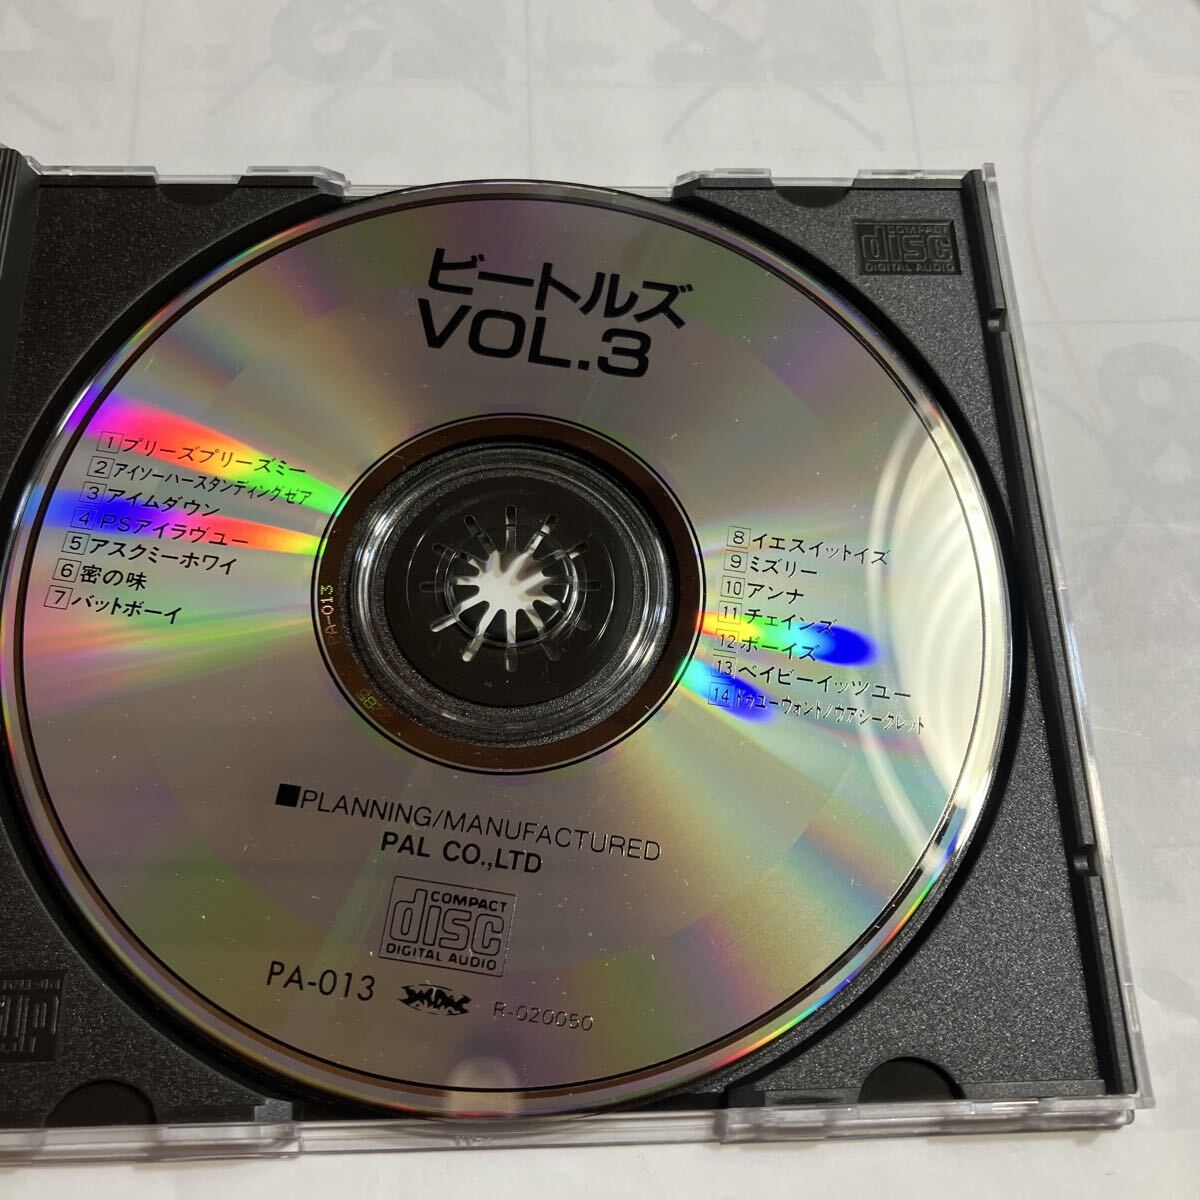 ビートルズ
VOL.3
1 プリーズプリーズミー
2 アイソーハースタンディングゼア
3 アイムダウン
4 PSアイラヴユー
5 アスクミーホワイ
6 密の味
7 バットボーイ
8 イエスイットイズ
9 ミズリー
10 アンナ
11 チェインズ
12 ボーイズ
13 ベイビーイッツユー
14 ドゥユーウォントノウアシークレット
■PLANNING/MANUFACTURED
PAL CO.,LTD
COMPACT
disc
DIGITAL AUDIO
PA-013
R-020050
PA-013
COMPACT
disc
DIGITAL AUDIO